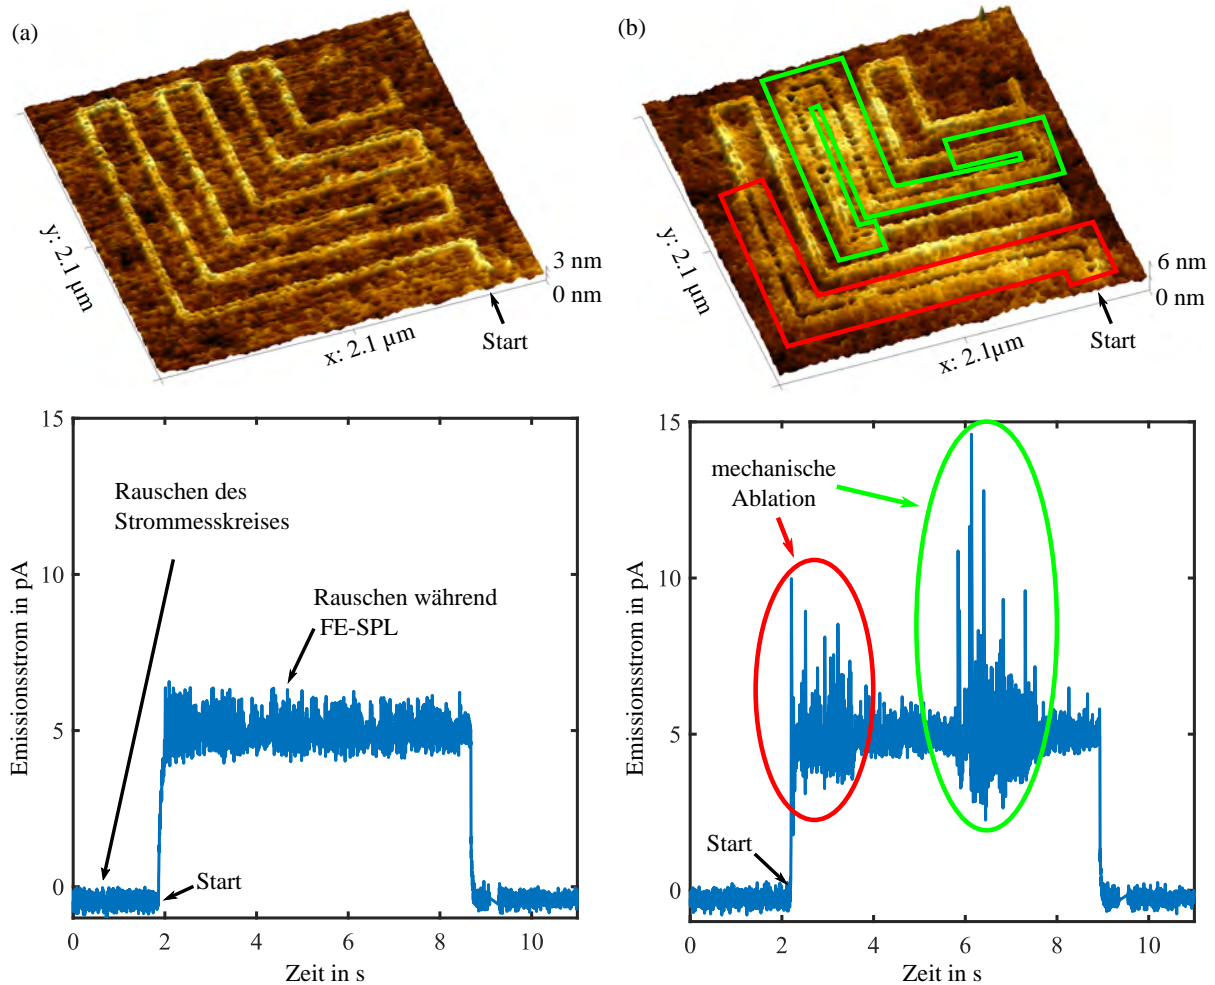 (a)
y: 2.1 µm
x: 2.1 µm
3 nm
0 nm
Start
(b)
y: 2.1 µm
x: 2.1µm
6 nm
0 nm
Start
15
10
5
0
Emissionsstrom in pA
Rauschen des
Strommesskreises
Rauschen während
FE-SPL
Start
0
2
4
6
8
10
Zeit in s
15
10
5
0
Emissionsstrom in pA
mechanische
Ablation
Start
0
2
4
6
8
10
Zeit in s